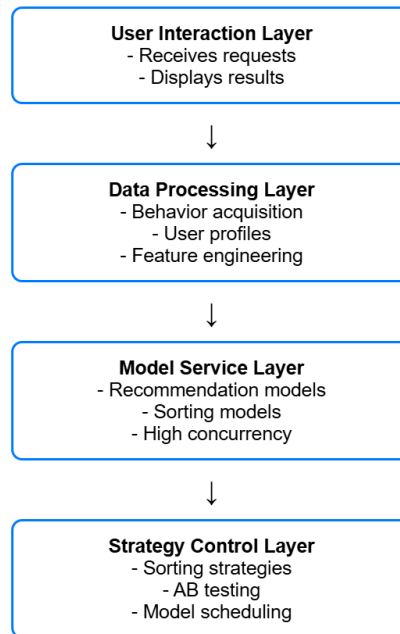 User Interaction Layer
- Receives requests
- Displays results
↓
Data Processing Layer
- Behavior acquisition
- User profiles
- Feature engineering
↓
Model Service Layer
- Recommendation models
- Sorting models
- High concurrency
↓
Strategy Control Layer
- Sorting strategies
- AB testing
- Model scheduling